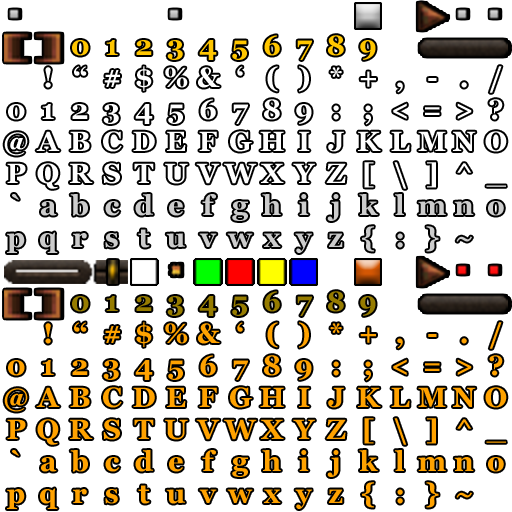 [ ] 0 1 2 3 4 5 6 7 8 9
! “ # $ % & ‘ ( ) * + , - . /
0 1 2 3 4 5 6 7 8 9 : ; < = > ?
@ A B C D E F G H I J K L M N O
P Q R S T U V W X Y Z [ \ ] ^ _
` a b c d e f g h i j k l m n o
p q r s t u v w x y z { : } ~
[ ] 0 1 2 3 4 5 6 7 8 9
! “ # $ % & ‘ ( ) * + , - . /
0 1 2 3 4 5 6 7 8 9 : ; < = > ?
@ A B C D E F G H I J K L M N O
P Q R S T U V W X Y Z [ \ ] ^ _
` a b c d e f g h i j k l m n o
p q r s t u v w x y z { : } ~